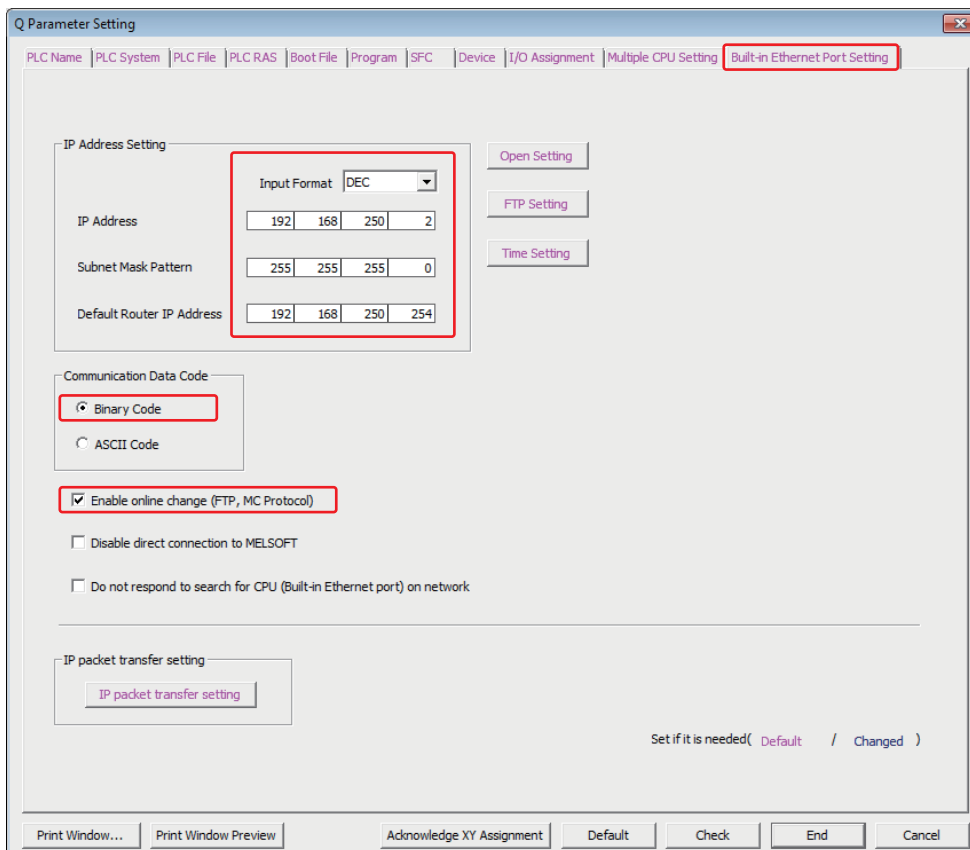 Q Parameter Setting
PLC Name PLC System PLC File PLC RAS Boot File Program SFC Device I/O Assignment Multiple CPU Setting Built-in Ethernet Port Setting
IP Address Setting
Input Format DEC
IP Address 192 168 250 2
Subnet Mask Pattern 255 255 255 0
Default Router IP Address 192 168 250 254
Open Setting
FTP Setting
Time Setting
Communication Data Code
Binary Code
ASCII Code
Enable online change (FTP, MC Protocol)
Disable direct connection to MELSOFT
Do not respond to search for CPU (Built-in Ethernet port) on network
IP packet transfer setting
IP packet transfer setting
Set if it is needed( Default / Changed )
Print Window... Print Window Preview Acknowledge XY Assignment Default Check End Cancel